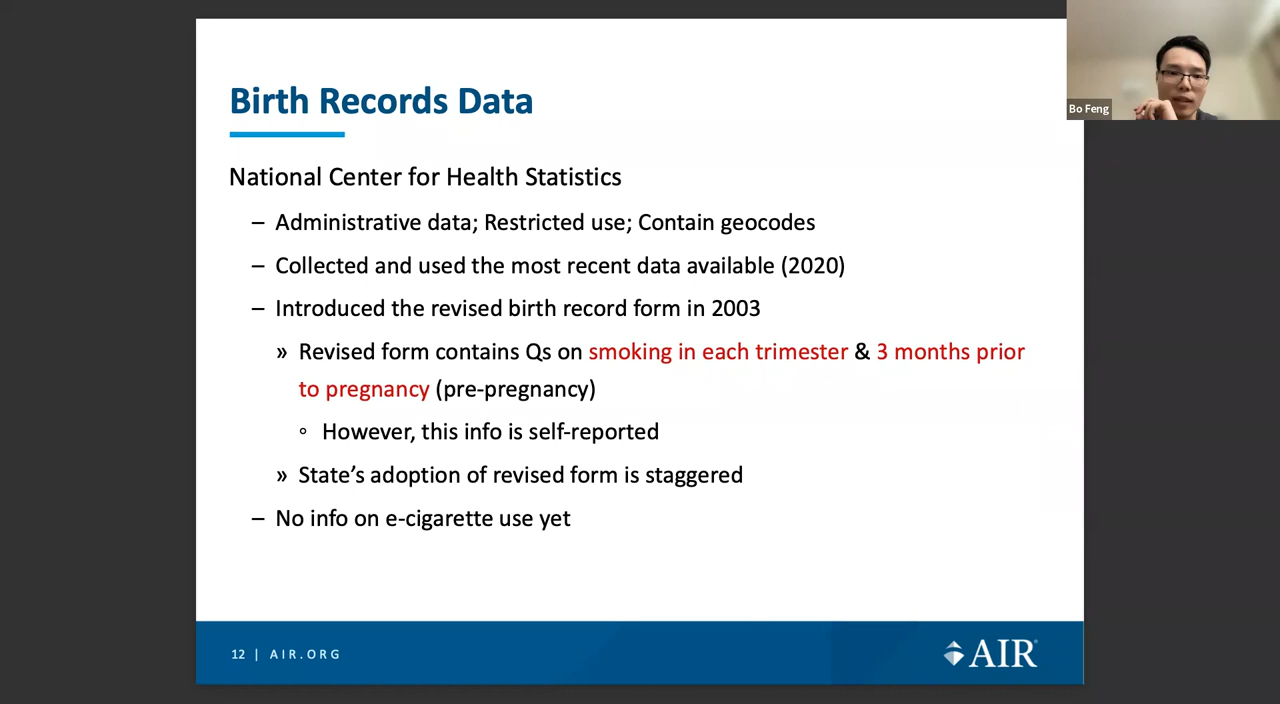 Birth Records Data
Bo Feng
National Center for Health Statistics
– Administrative data; Restricted use; Contain geocodes
– Collected and used the most recent data available (2020)
– Introduced the revised birth record form in 2003
» Revised form contains Qs on smoking in each trimester & 3 months prior
to pregnancy (pre-pregnancy)
° However, this info is self-reported
» State’s adoption of revised form is staggered
– No info on e-cigarette use yet
12 | AIR.ORG
AIR®